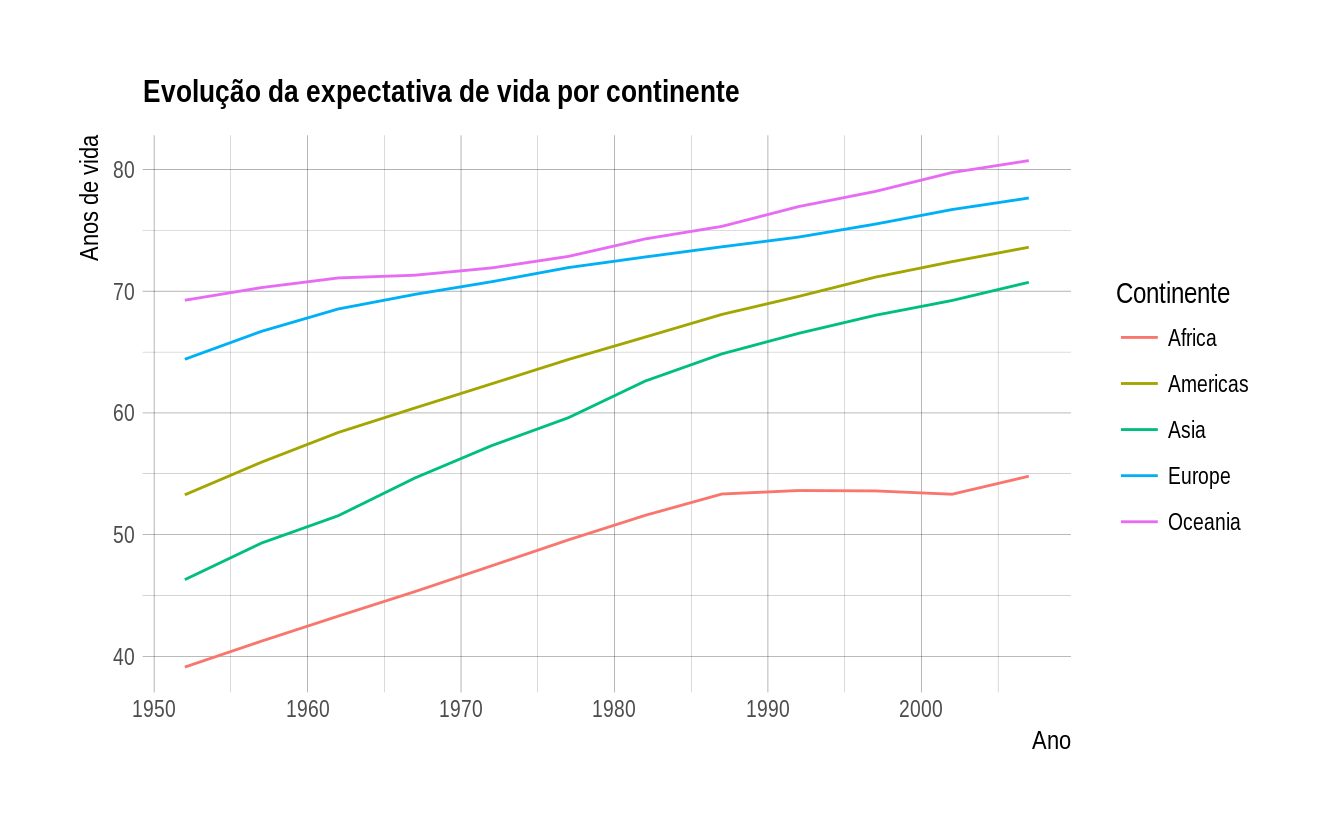 Evolução da expectativa de vida por continente
Anos de vida
80
70
60
50
40
1950
1960
1970
1980
1990
2000
Ano
Continente
Africa
Americas
Asia
Europe
Oceania